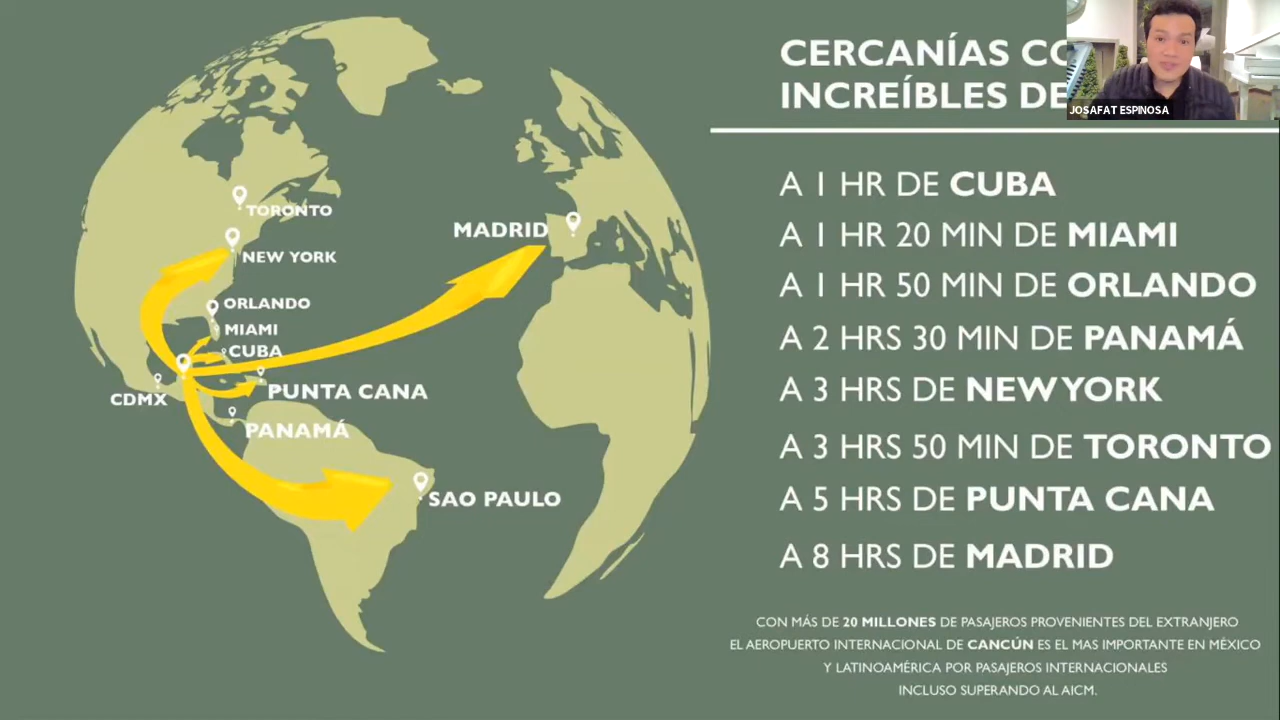 CERCANÍAS
INCREÍBLES DE
JOSAFAT ESPINOSA
A 1 HR DE CUBA
A 1 HR 20 MIN DE MIAMI
A 1 HR 50 MIN DE ORLANDO
A 2 HRS 30 MIN DE PANAMÁ
A 3 HRS DE NEW YORK
A 3 HRS 50 MIN DE TORONTO
A 5 HRS DE PUNTA CANA
A 8 HRS DE MADRID
CON MÁS DE 20 MILLONES DE PASAJEROS PROVENIENTES DEL EXTRANJERO
EL AEROPUERTO INTERNACIONAL DE CANCÚN ES EL MAS IMPORTANTE EN MÉXICO
Y LATINOAMÉRICA POR PASAJEROS INTERNACIONALES
INCLUSO SUPERANDO AL AICM.
TORONTO
MADRID
NEW YORK
ORLANDO
MIAMI
CUBA
CDMX
PUNTA CANA
PANAMÁ
SAO PAULO